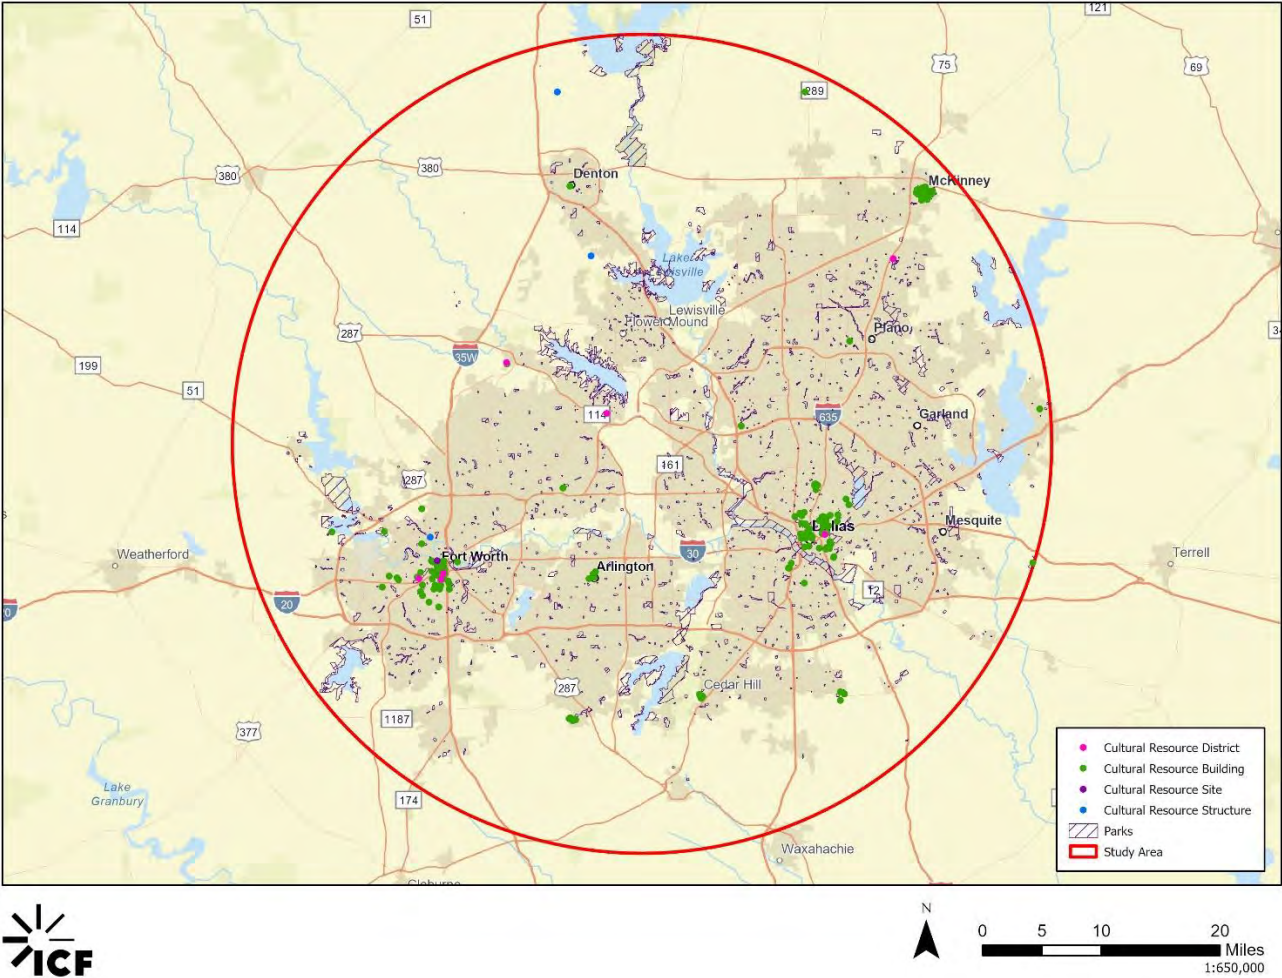 51
121
75
69
289
380
380
Denton
McKinney
114
Lake
Lewisville
Flower Mound
287
35W
Plano
199
51
114
635
Garland
161
287
Dallas
Mesquite
Weatherford
Fort Worth
30
Arlington
Terrell
20
12
287
Cedar Hill
1187
377
Lake
Granbury
174
Waxahachie
Cleburne
Cultural Resource District
Cultural Resource Building
Cultural Resource Site
Cultural Resource Structure
Parks
Study Area
ICF
N
0 5 10 20
Miles
1:650,000